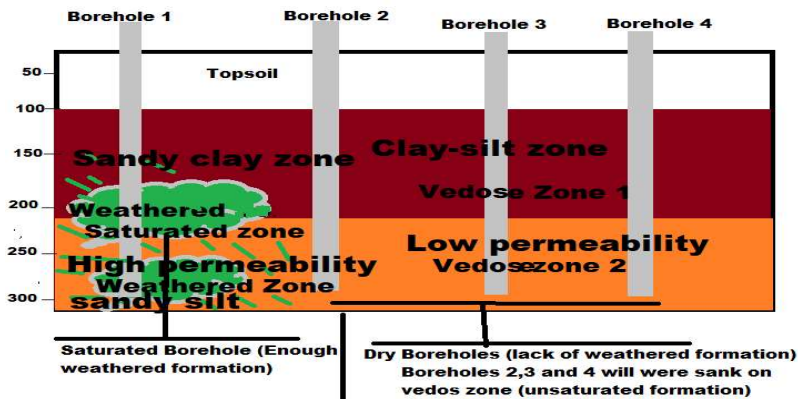 Borehole 1
Borehole 2
Borehole 3
Borehole 4
50
Topsoil
100
150
Sandy clay zone
Clay-silt zone
Vedose Zone 1
200
Weathered
Saturated zone
Low permeability
250
High permeability
Vedosezone 2
Weathered Zone
300
sandy silt
Saturated Borehole (Enough
weathered formation)
Dry Boreholes (lack of weathered formation)
Boreholes 2,3 and 4 will were sank on
vedos zone (unsaturated formation)